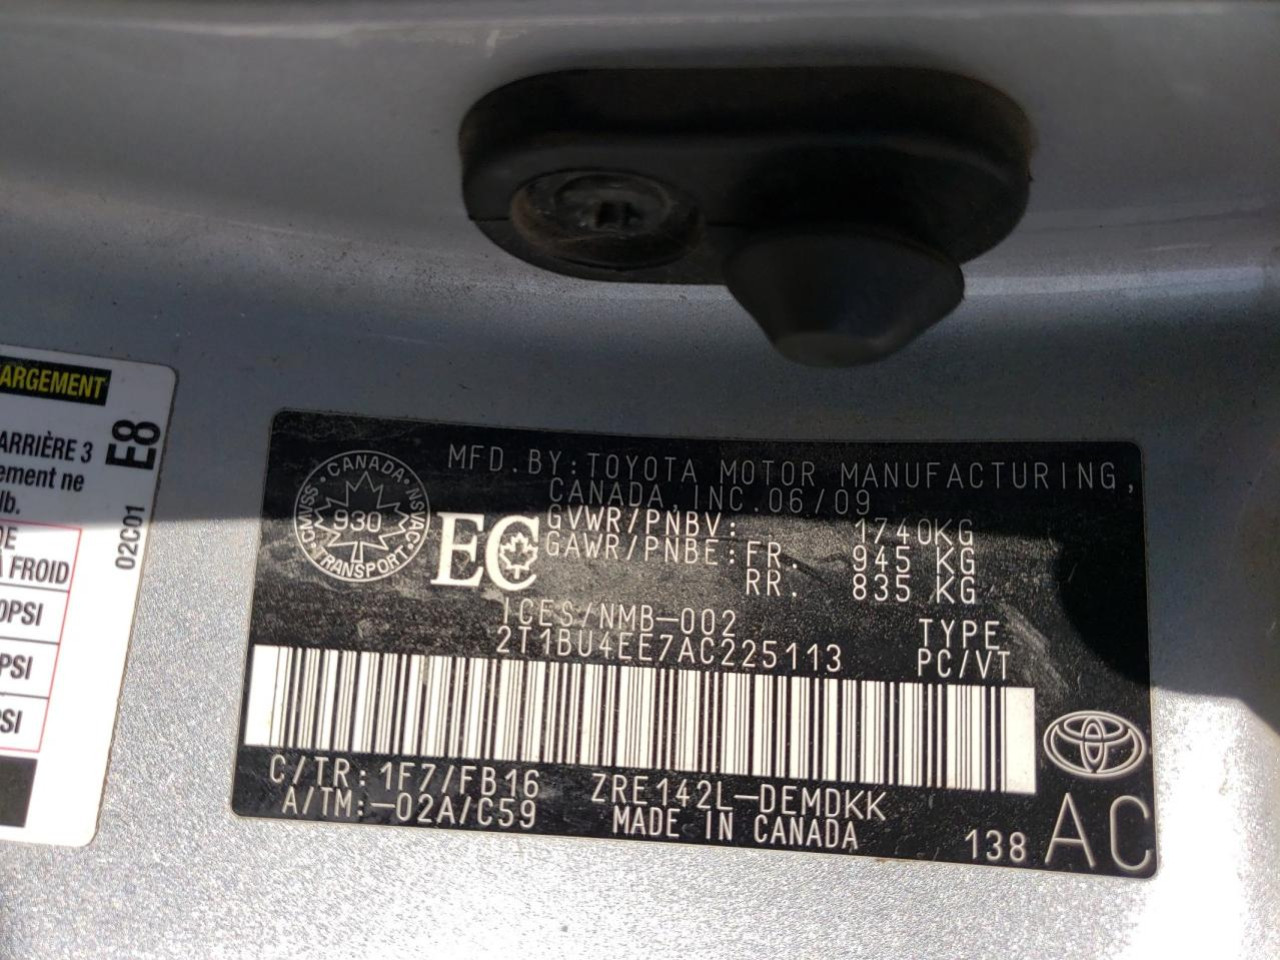 ARGEMENT
E8
ARRIÈRE 3
ement ne
lb.
02C01
DE
À FROID
0PSI
PSI
PSI
CANADA
CMVSS
930
NSVAC
TRANSPORT
MFD.BY:TOYOTA MOTOR MANUFACTURING,
CANADA,INC.06/09
EC
GVWR/PNBV: 1740KG
GAWR/PNBE:FR. 945 KG
RR. 835 KG
ICES/NMB-002
2T1BU4EE7AC225113
TYPE
PC/VT
C/TR:1F7/FB16 ZRE142L-DEMDKK
A/TM:-02A/C59 MADE IN CANADA
138 AC